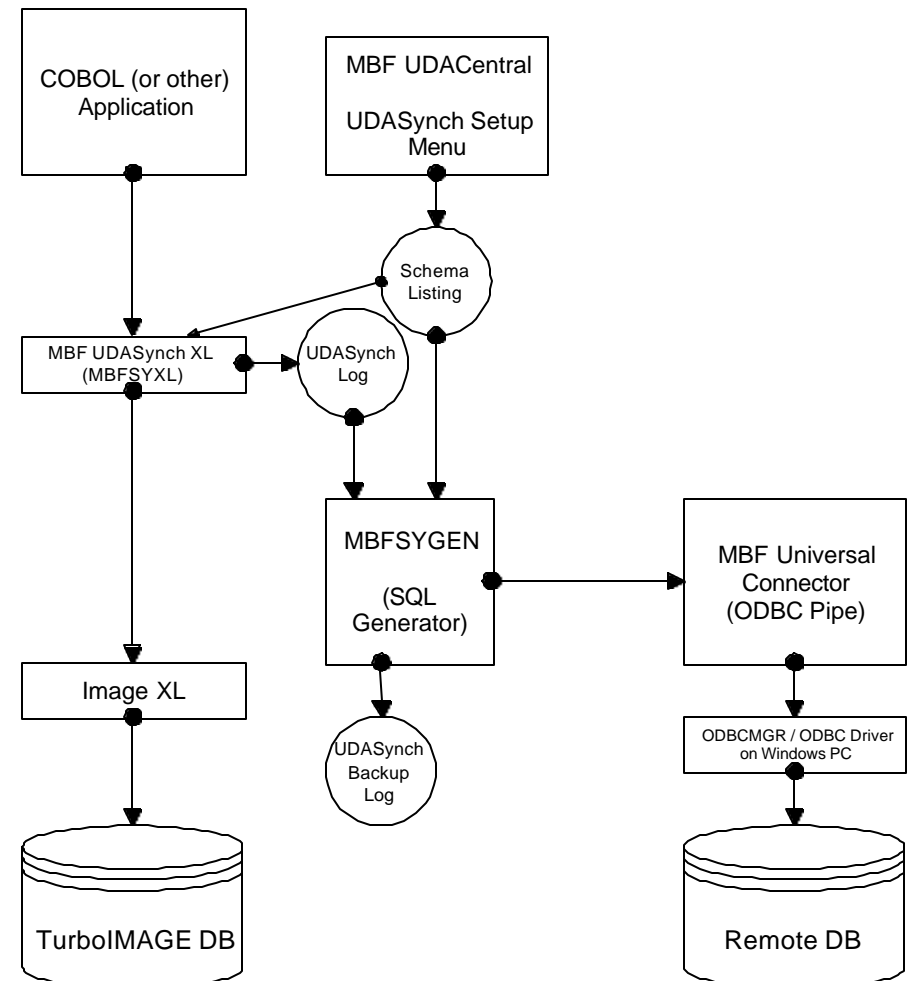 COBOL (or other)
Application
MBF UDACentral
UDASynch Setup
Menu
Schema
Listing
MBF UDASynch XL
(MBFSYXL)
UDASynch
Log
MBFSYGEN
(SQL
Generator)
MBF Universal
Connector
(ODBC Pipe)
Image XL
UDASynch
Backup
Log
ODBCMGR / ODBC Driver
on Windows PC
TurboIMAGE DB
Remote DB